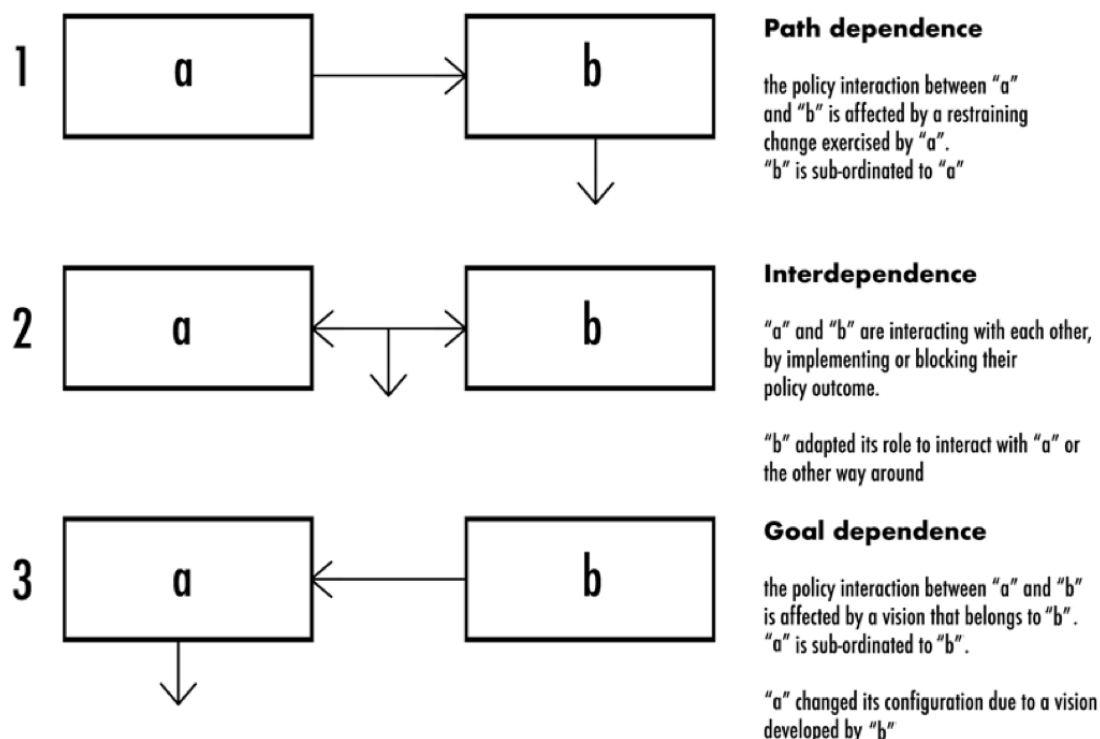 1
a
b
Path dependence
the policy interaction between “a”
and “b” is affected by a restraining
change exercised by “a”.
“b” is sub-ordinated to “a”
2
a
b
Interdependence
“a” and “b” are interacting with each other,
by implementing or blocking their
policy outcome.
“b” adapted its role to interact with “a” or
the other way around
3
a
b
Goal dependence
the policy interaction between “a” and “b”
is affected by a vision that belongs to “b”.
“a” is sub-ordinated to “b”.
“a” changed its configuration due to a vision
developed by “b”